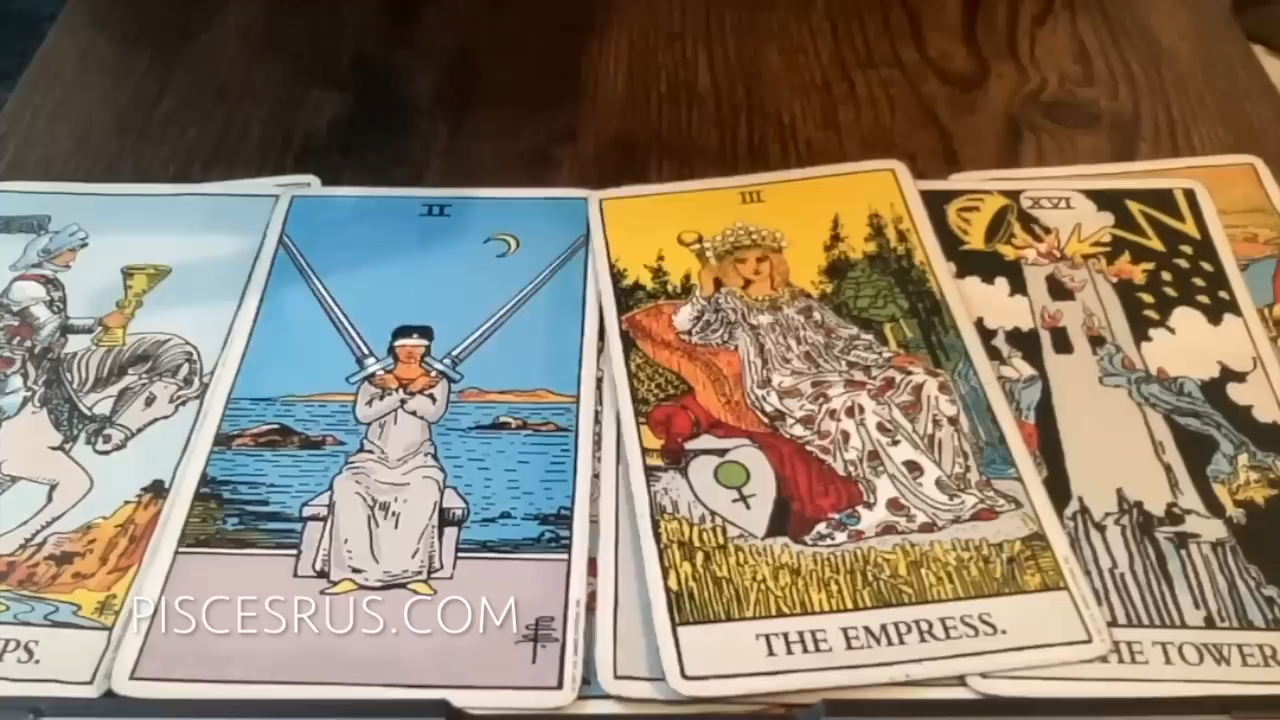 II
III
XVI
PISCESRUS.COM
PS.
THE EMPRESS.
HE TOWER